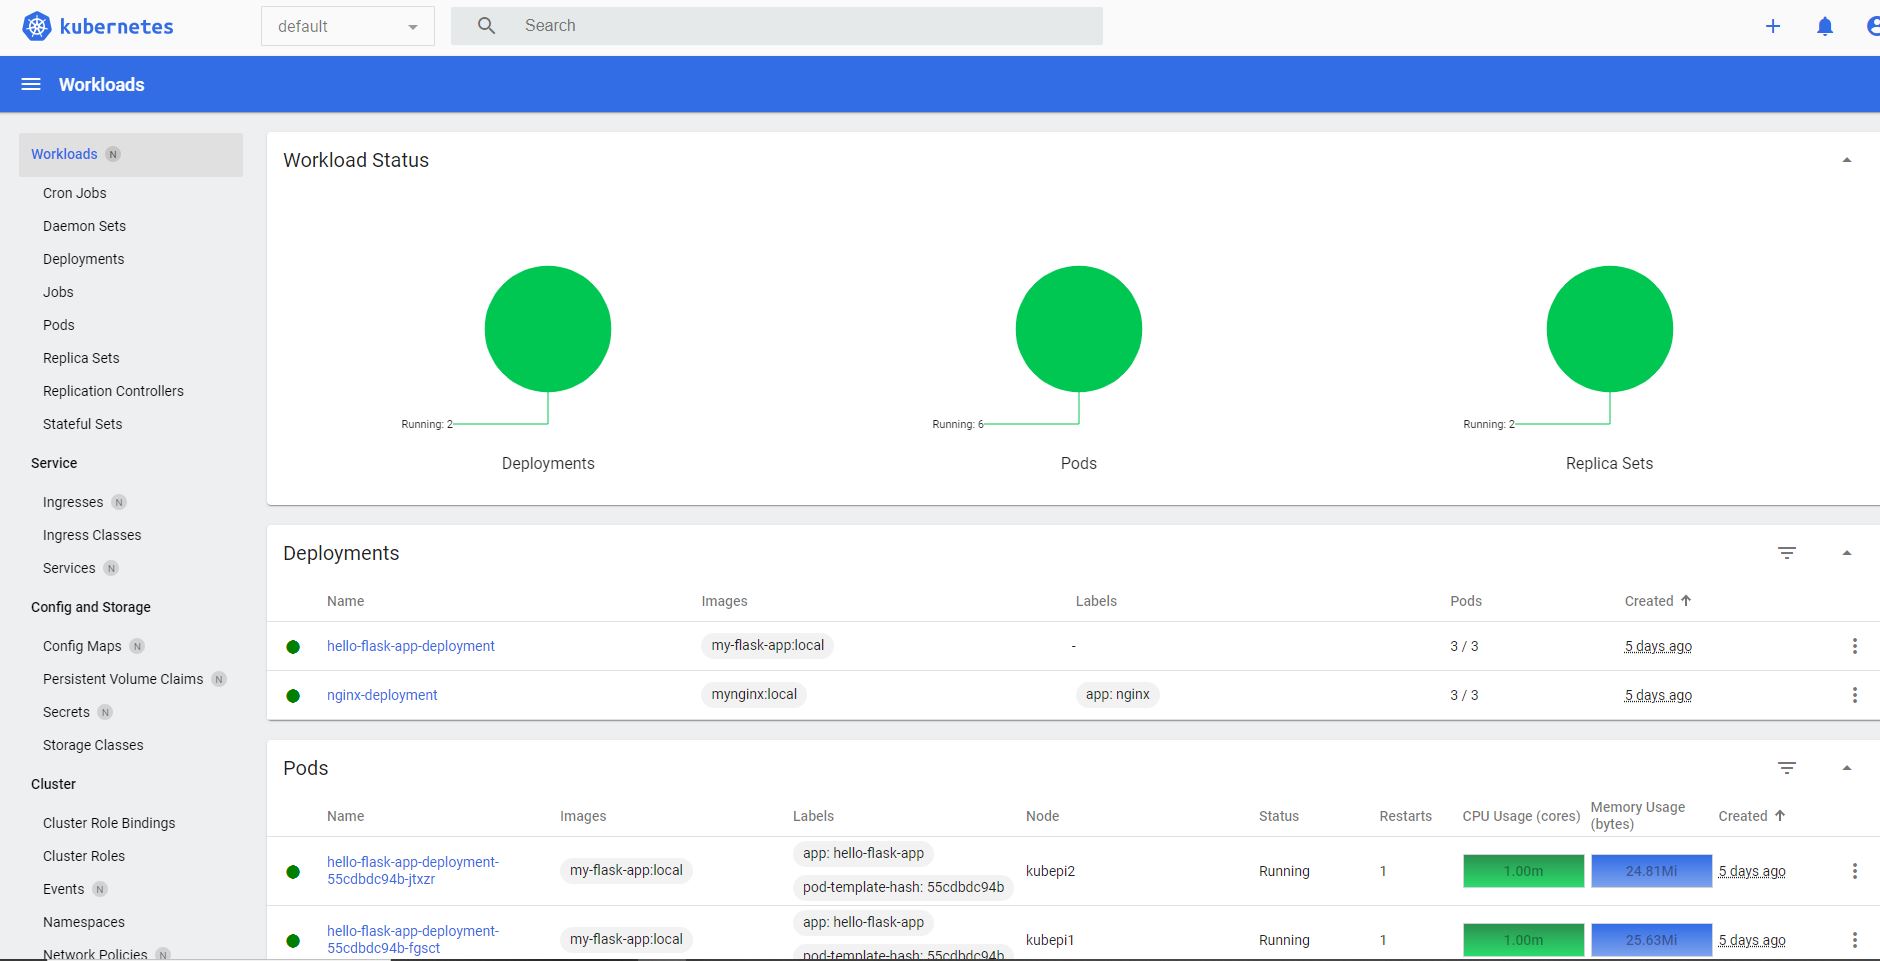 kubernetes
default
Search
Workloads
Workloads N
Cron Jobs
Daemon Sets
Deployments
Jobs
Pods
Replica Sets
Replication Controllers
Stateful Sets
Service
Ingresses N
Ingress Classes
Services N
Config and Storage
Config Maps N
Persistent Volume Claims N
Secrets N
Storage Classes
Cluster
Cluster Role Bindings
Cluster Roles
Events N
Namespaces
Network Policies N
Workload Status
Running: 2
Deployments
Running: 6
Pods
Running: 2
Replica Sets
Deployments
Name Images Labels Pods Created
hello-flask-app-deployment my-flask-app:local - 3 / 3 5 days ago
nginx-deployment mynginx:local app: nginx 3 / 3 5 days ago
Pods
Name Images Labels Node Status Restarts CPU Usage (cores) Memory Usage (bytes) Created
hello-flask-app-deployment-
55cdbdc94b-jtxzr
my-flask-app:local
app: hello-flask-app
pod-template-hash: 55cdbdc94b
kubepi2 Running 1 1.00m 24.81Mi 5 days ago
hello-flask-app-deployment-
55cdbdc94b-fgsct
my-flask-app:local
app: hello-flask-app
pod-template-hash: 55cdbdc94b
kubepi1 Running 1 1.00m 25.63Mi 5 days ago